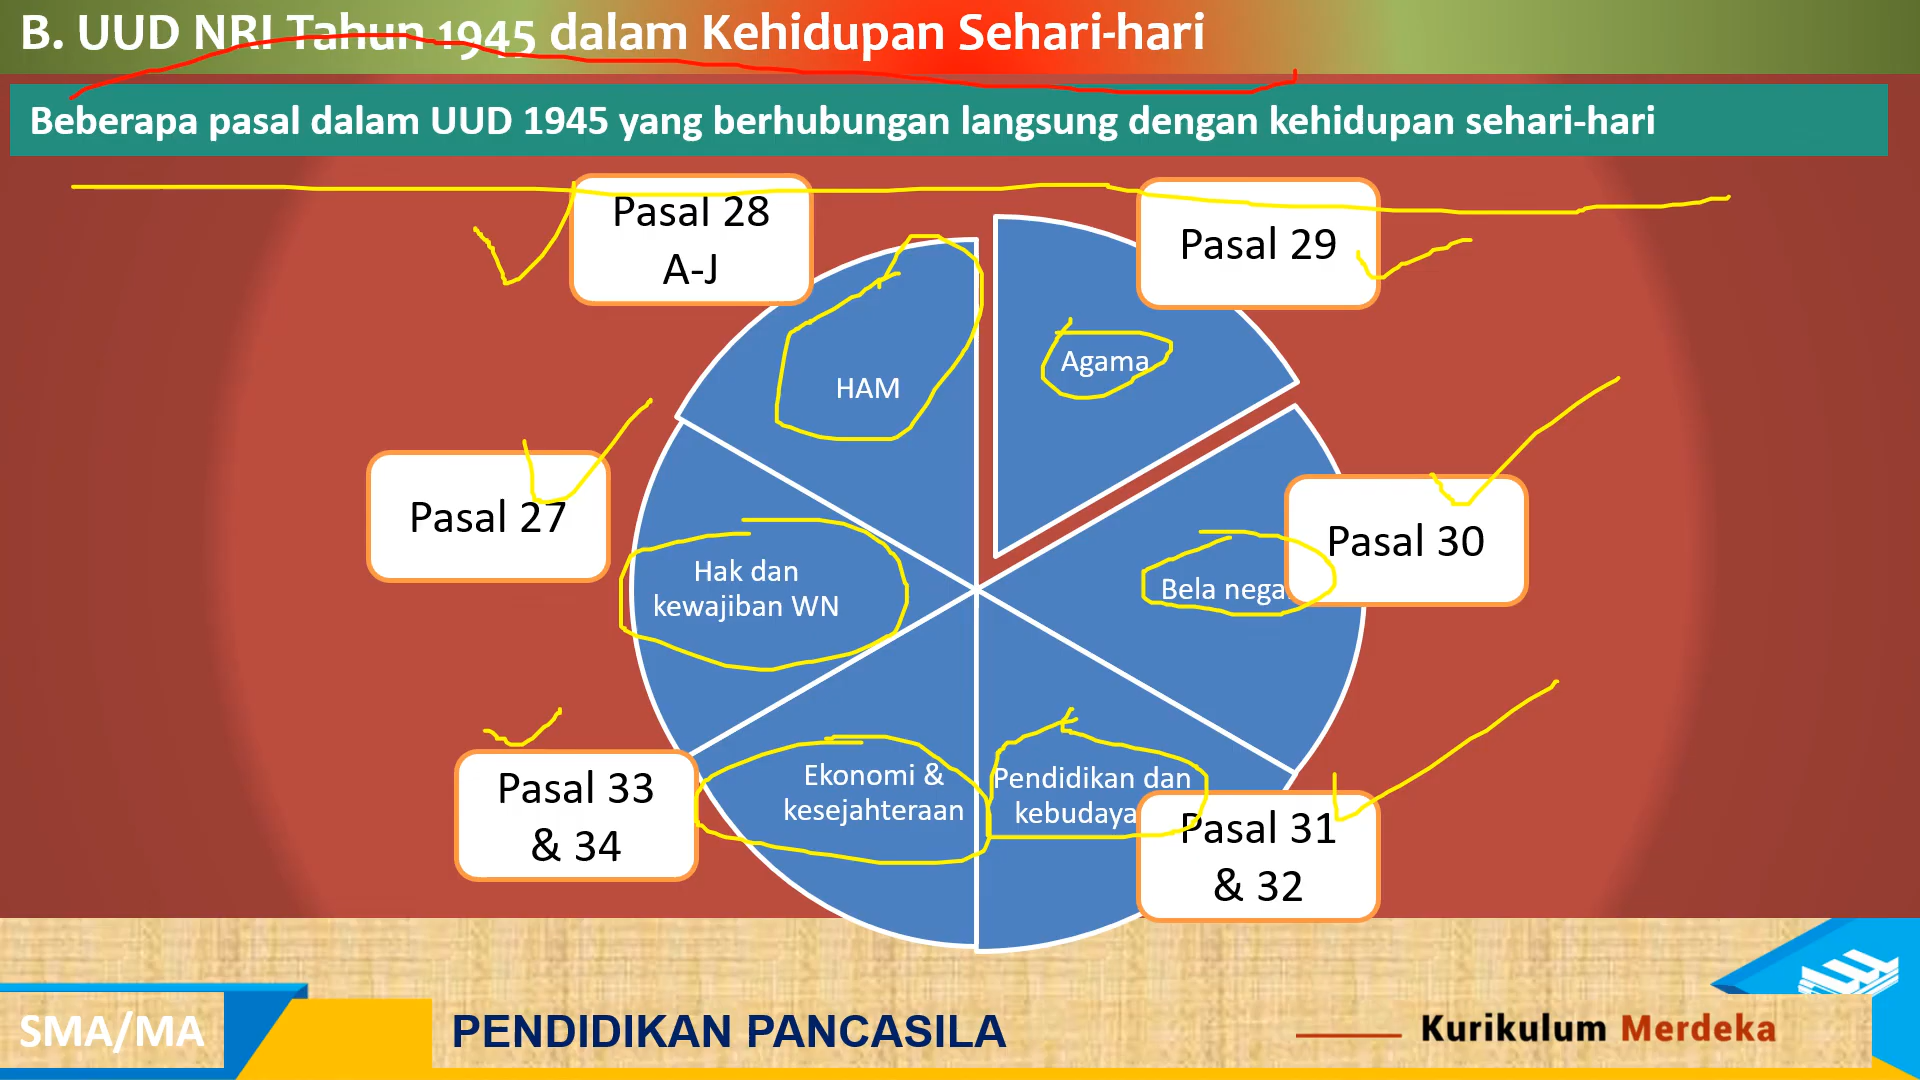 B. UUD NRI Tahun 1945 dalam Kehidupan Sehari-hari
Beberapa pasal dalam UUD 1945 yang berhubungan langsung dengan kehidupan sehari-hari
Pasal 28
A-J
Pasal 29
Agama
HAM
Pasal 27
Pasal 30
Hak dan
kewajiban WN
Bela nega
Pasal 33
& 34
Ekonomi &
kesejahteraan
Pendidikan dan
kebudaya
Pasal 31
& 32
SMA/MA
PENDIDIKAN PANCASILA
Kurikulum Merdeka